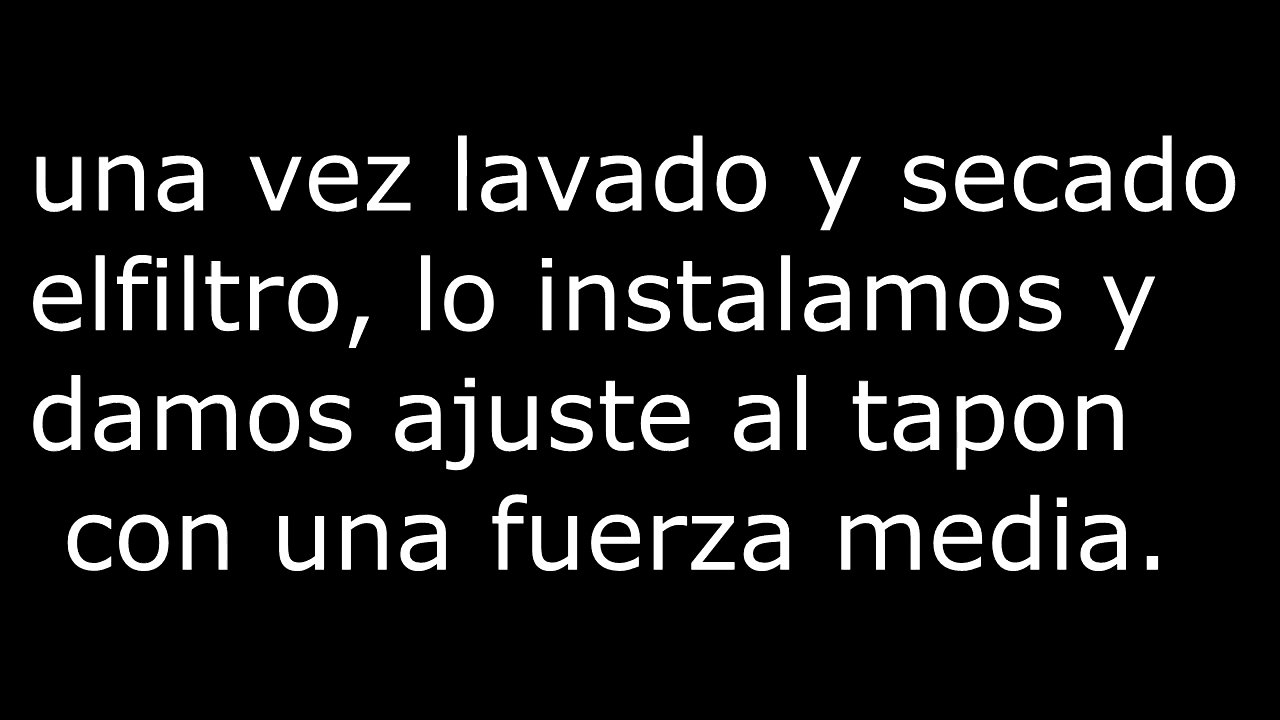 una vez lavado y secado
elfiltro, lo instalamos y
damos ajuste al tapon
con una fuerza media.